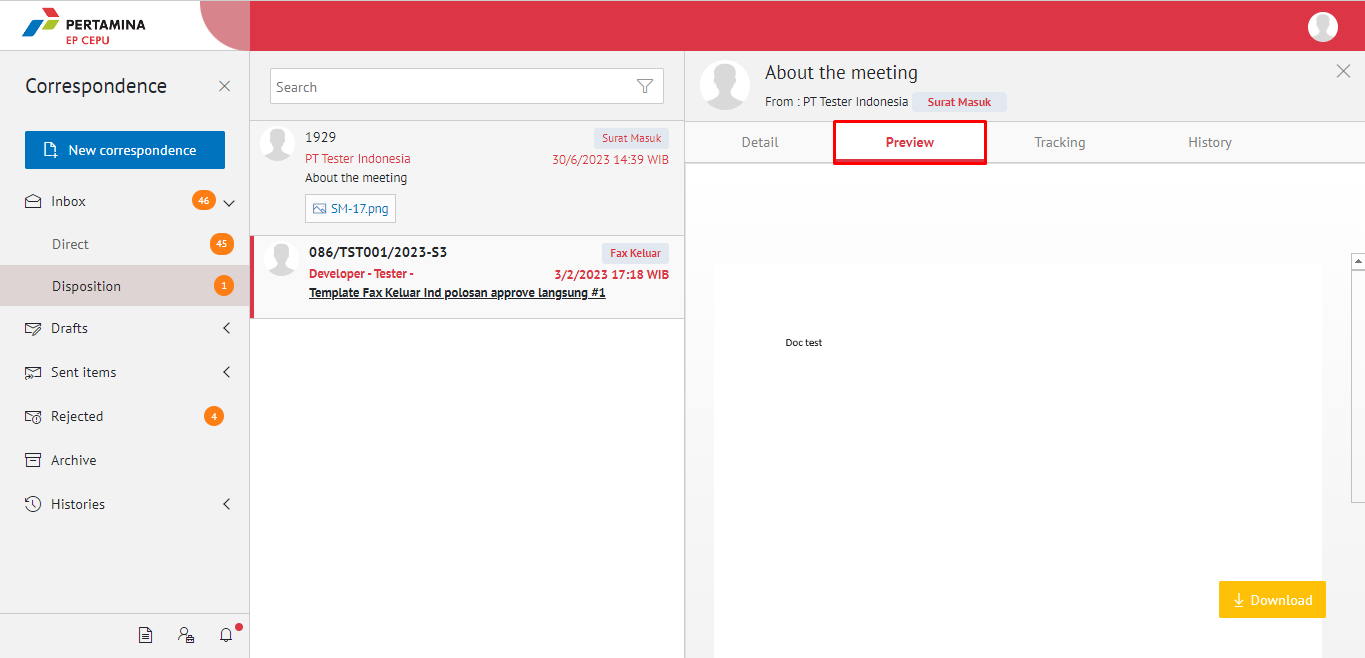 PERTAMINA
EP CEPU
Correspondence
New correspondence
Inbox 46
Direct 45
Disposition 1
Drafts
Sent items
Rejected 4
Archive
Histories
Search
1929 Surat Masuk
PT Tester Indonesia 30/6/2023 14:39 WIB
About the meeting
SM-17.png
086/TST001/2023-S3 Fax Keluar
Developer - Tester - 3/2/2023 17:18 WIB
Template Fax Keluar Ind polosan approve langsung #1
About the meeting
From : PT Tester Indonesia Surat Masuk
Detail Preview Tracking History
Doc test
Download